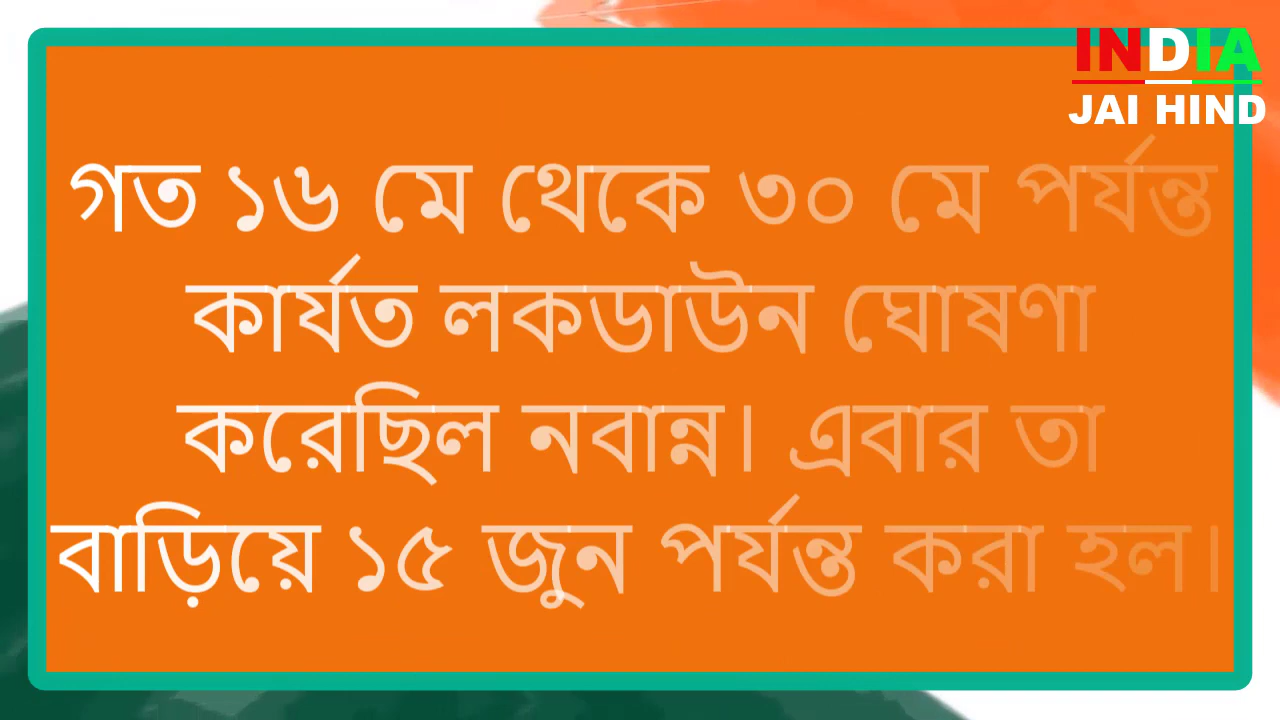 INDIA
JAI HIND
গত ১৬ মে থেকে ৩০ মে পর্যন্ত
কার্যত লকডাউন ঘোষণা
করেছিল নবান্ন। এবার তা
বাড়িয়ে ১৫ জুন পর্যন্ত করা হল।